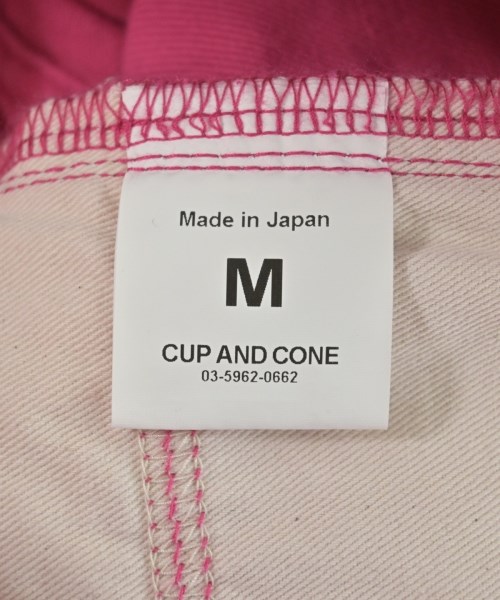 Made in Japan
M
CUP AND CONE
03-5962-0662